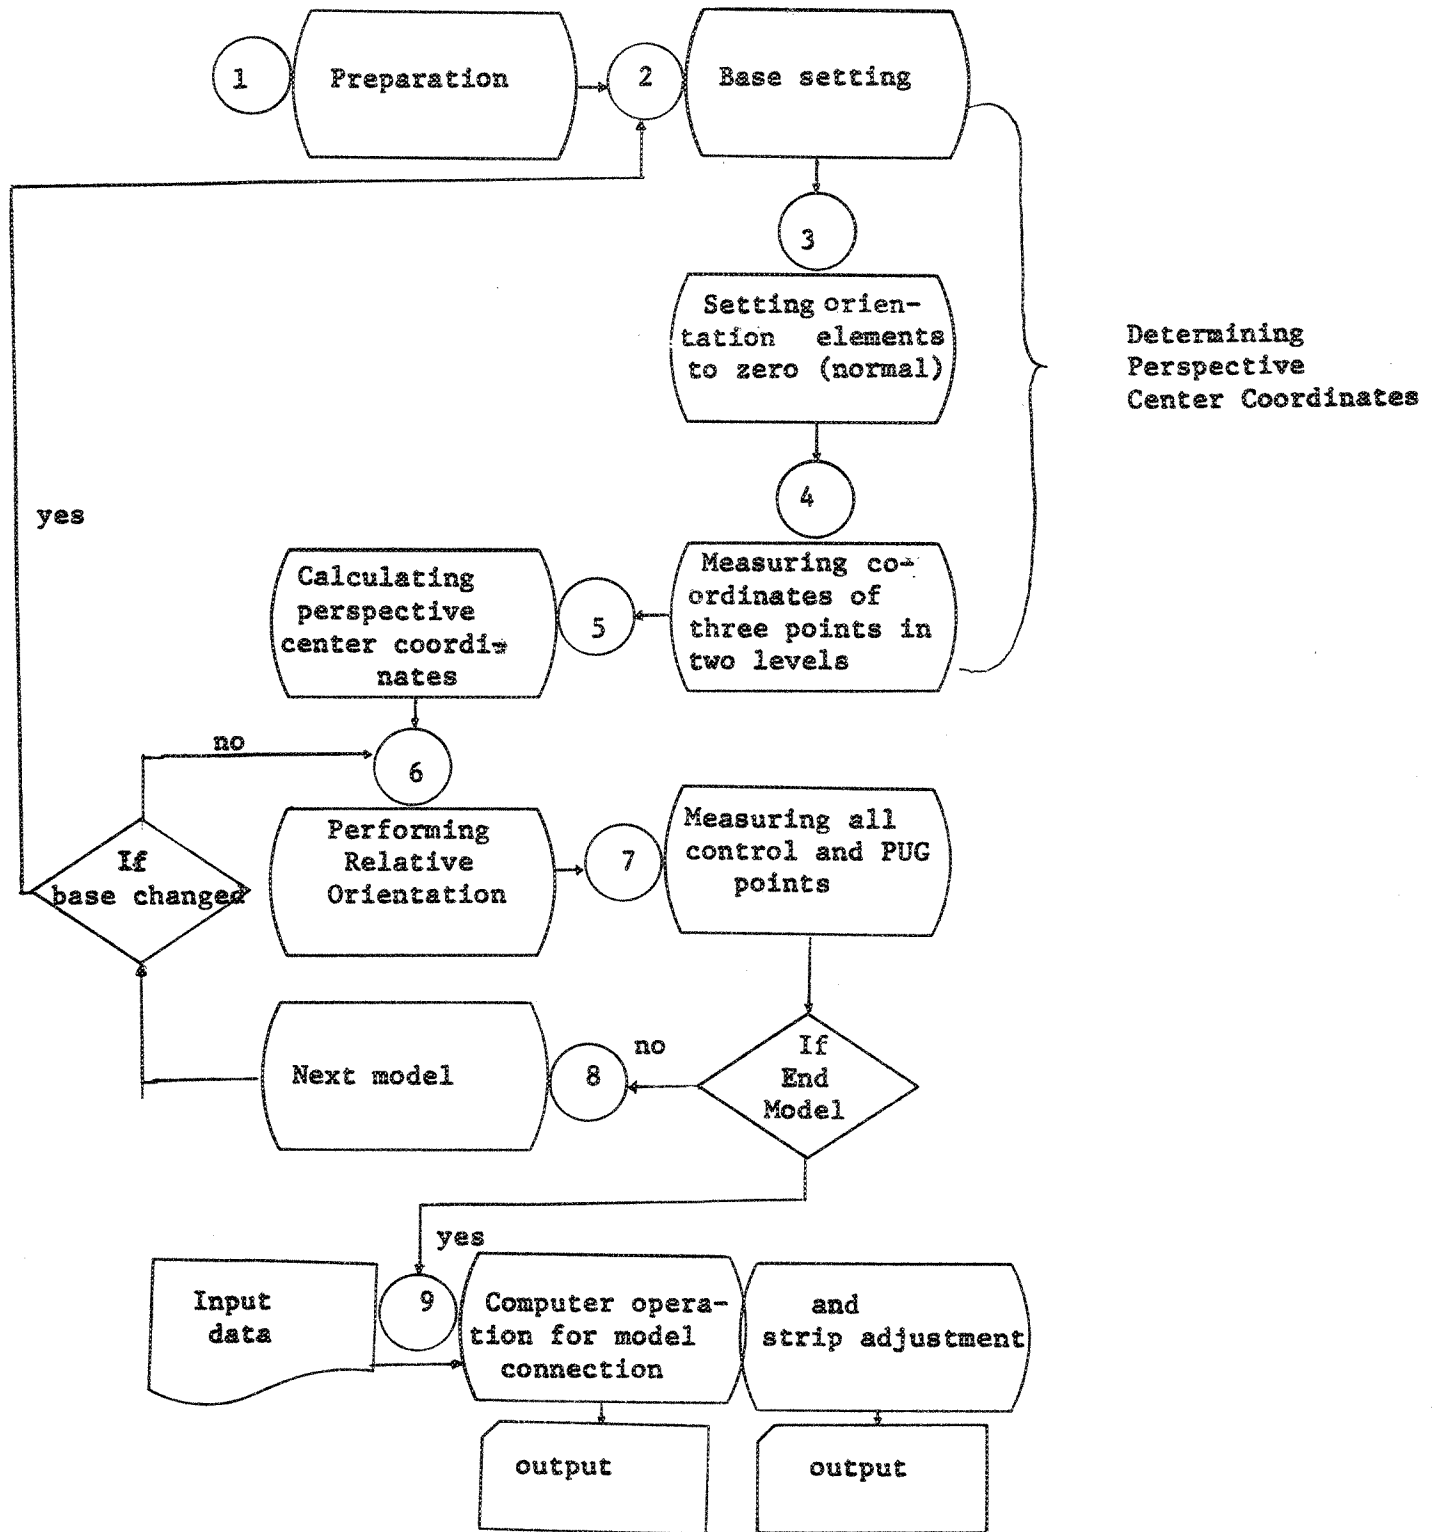 1
Preparation
2
Base setting
3
Setting orien-
tation elements
to zero (normal)
Determining
Perspective
Center Coordinates
4
yes
Measuring co-
ordinates of
three points in
two levels
5
Calculating
perspective
center coordi-
nates
no
6
If
base changed
Performing
Relative
Orientation
7
Measuring all
control and PUG
points
If
End
Model
no
8
Next model
yes
Input
data
9
Computer opera-
tion for model
connection
and
strip adjustment
output
output